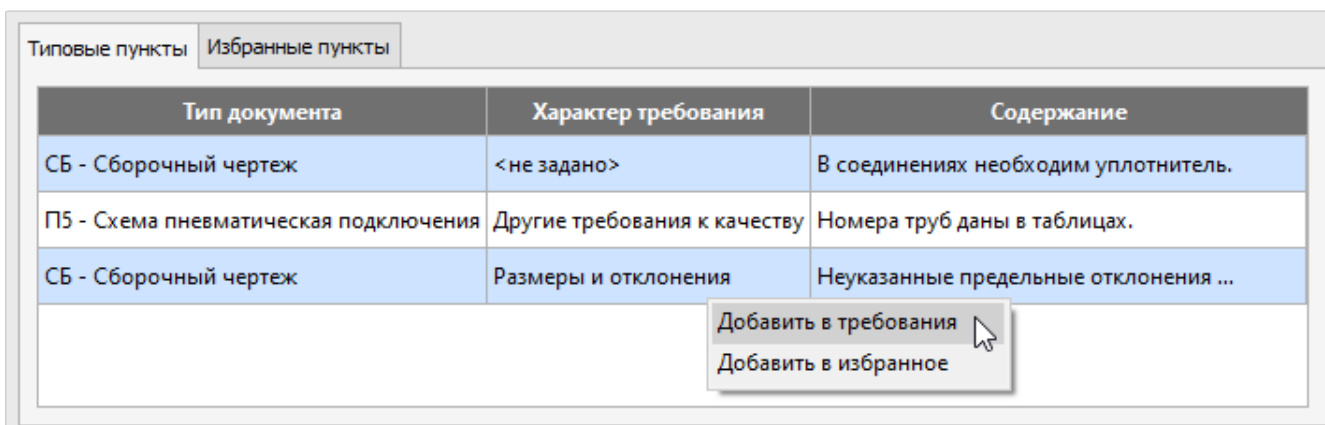 Типовые пункты Избранные пункты
Тип документа Характер требования Содержание
СБ - Сборочный чертеж <не задано> В соединениях необходим уплотнитель.
П5 - Схема пневматическая подключения Другие требования к качеству Номера труб даны в таблицах.
СБ - Сборочный чертеж Размеры и отклонения Неуказанные предельные отклонения ...
Добавить в требования
Добавить в избранное